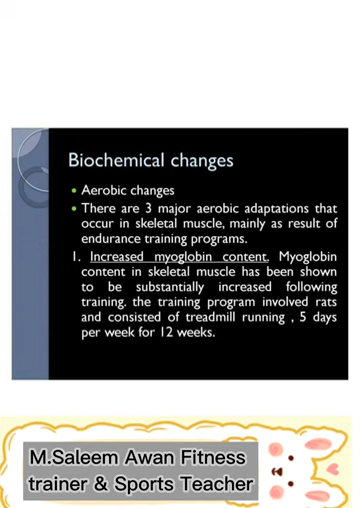 Biochemical changes
• Aerobic changes
• There are 3 major aerobic adaptations that
occur in skeletal muscle, mainly as result of
endurance training programs.
1. Increased myoglobin content. Myoglobin
content in skeletal muscle has been shown
to be substantially increased following
training. the training program involved rats
and consisted of treadmill running , 5 days
per week for 12 weeks.
M.Saleem Awan Fitness
trainer & Sports Teacher